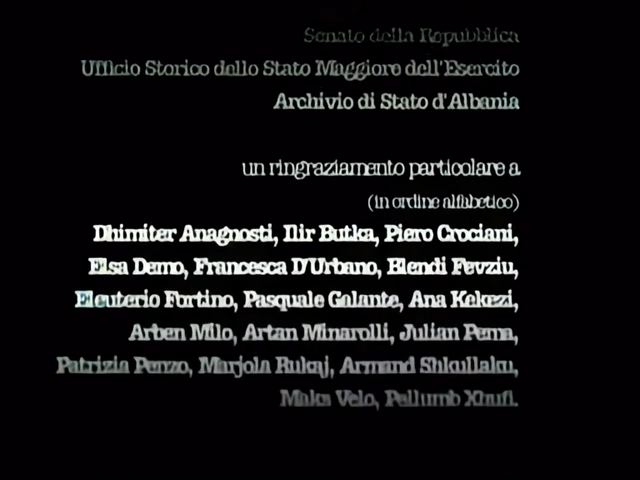 Senato della Repubblica
Ufficio Storico dello Stato Maggiore dell'Esercito
Archivio di Stato d'Albania
un ringraziamento particolare a
(in ordine alfabetico)
Dhimiter Anagnosti, Ilir Butka, Piero Crociani,
Elsa Demo, Francesca D'Urbano, Blendi Fevziu,
Eleuterio Fortino, Pasquale Galante, Ana Kekezi,
Arben Milo, Artan Minarolli, Julian Pema,
Patrizia Penzo, Marjola Rukaj, Armand Shkullaku,
Maks Velo, Pellumb Xhufi.